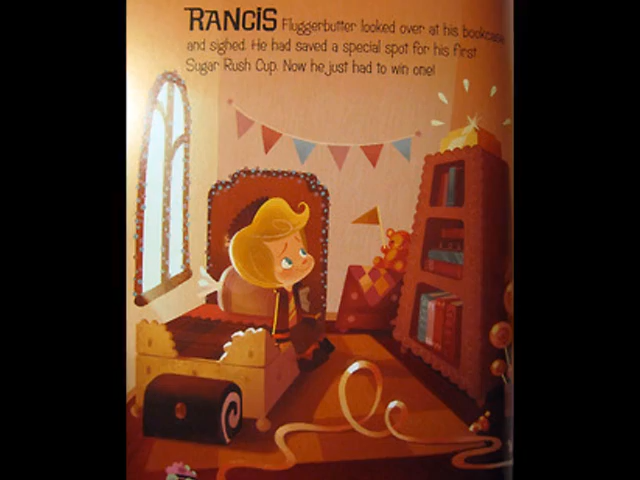 RANCIS Fluggerbutter looked over at his bookcase
and sighed. He had saved a special spot for his first
Sugar Rush Cup. Now he just had to win one!